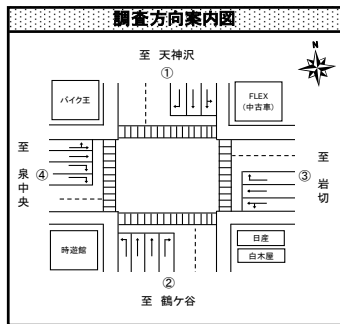 調査方向案内図
至 天神沢
①
N
バイク王
FLEX
(中古車)
至
泉中央
④
至
岩切
③
時遊館
日産
白木屋
②
至 鶴ケ谷